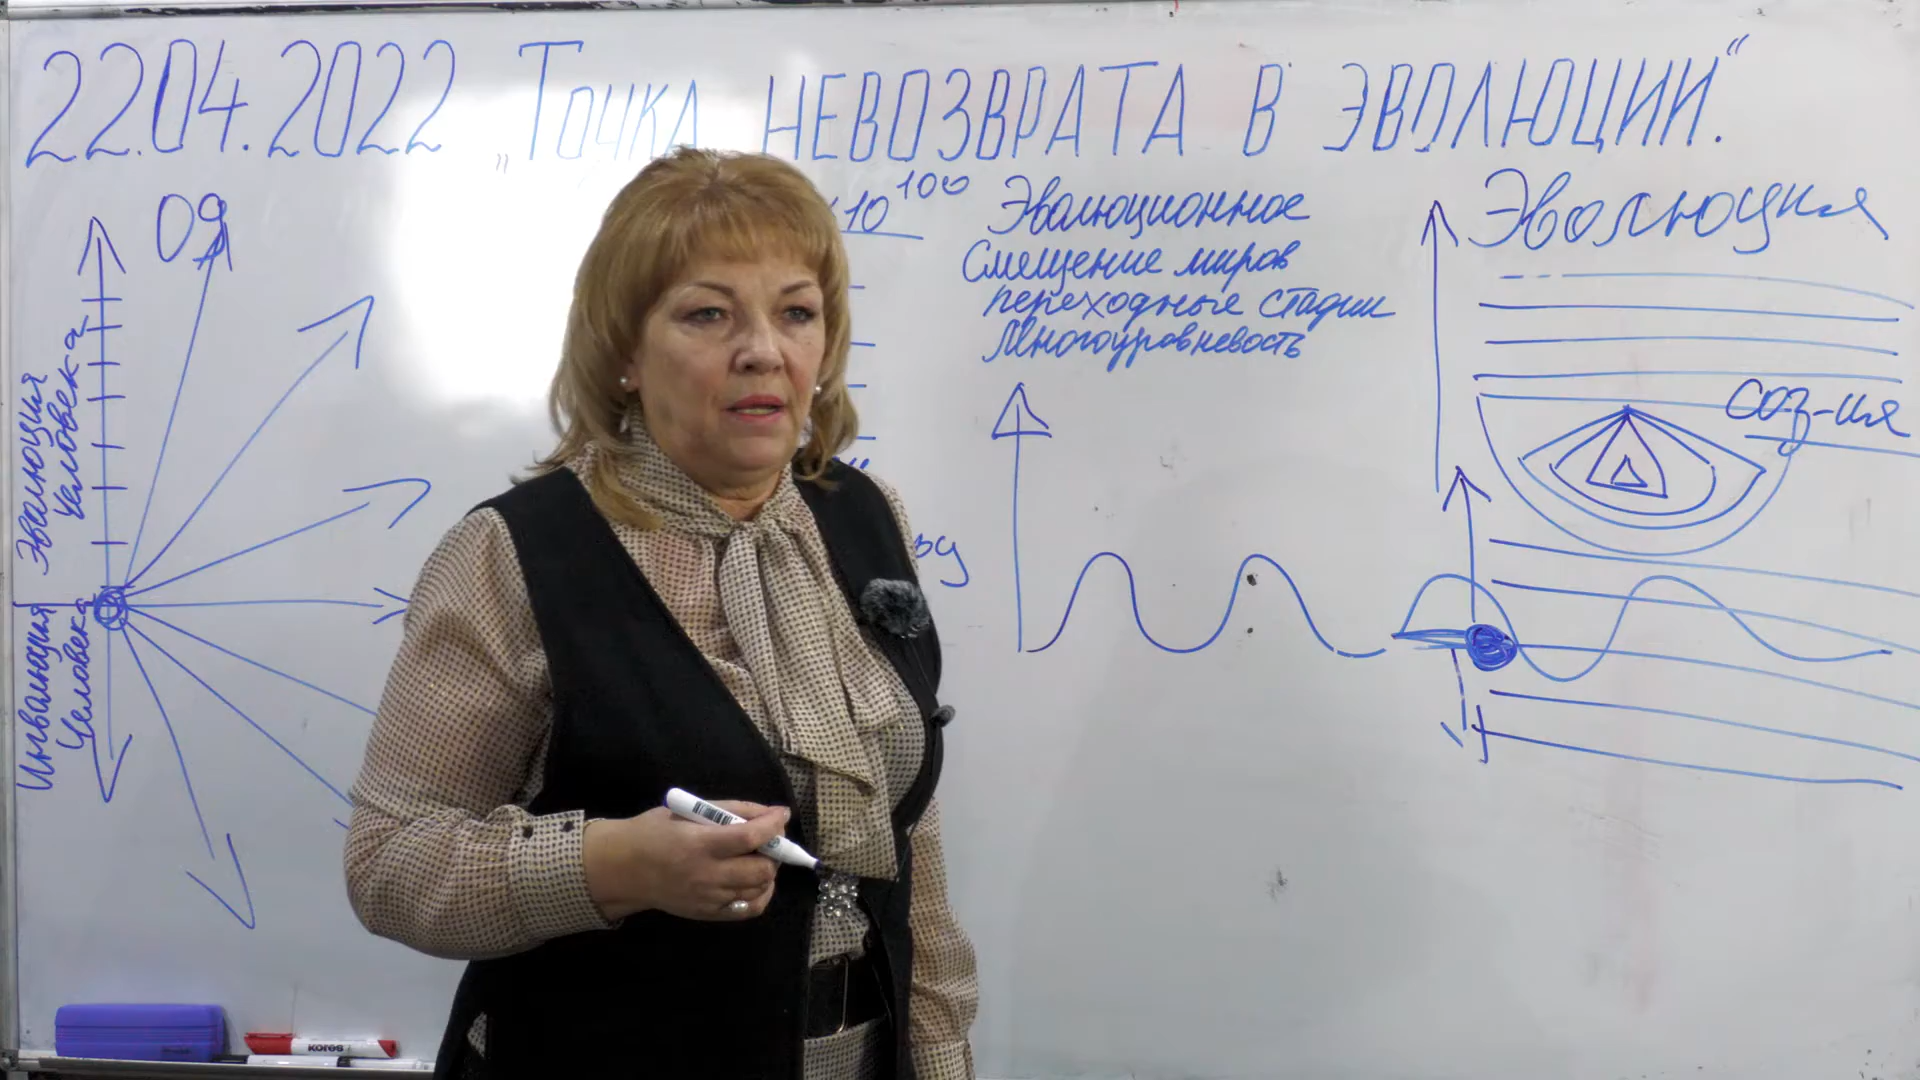 22.04.2022 „Точка невозврата в эволюции."
Од
10¹⁰⁰
Эволюционное
Смещение миров
переходные стадии
Многоуровневость
Эволюция
соз-ия
Эволюция
Человека
Инволюция
Человека
kores